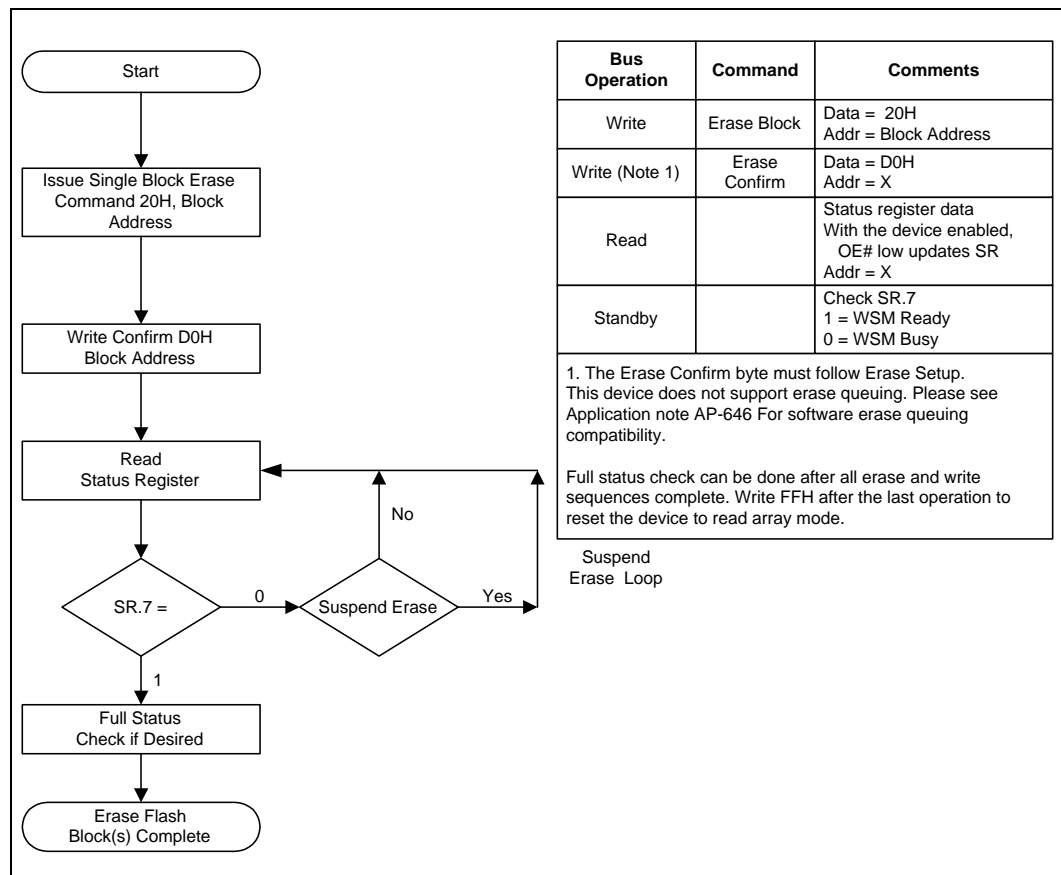 Start
Issue Single Block Erase
Command 20H, Block
Address
Write Confirm D0H
Block Address
Read
Status Register
No
SR.7 =
0
Suspend Erase
Yes
1
Full Status
Check if Desired
Erase Flash
Block(s) Complete
Bus
Operation
Command
Comments
Write
Erase Block
Data = 20H
Addr = Block Address
Write (Note 1)
Erase
Confirm
Data = D0H
Addr = X
Read
Status register data
With the device enabled,
OE# low updates SR
Addr = X
Standby
Check SR.7
1 = WSM Ready
0 = WSM Busy
1. The Erase Confirm byte must follow Erase Setup.
This device does not support erase queuing. Please see
Application note AP-646 For software erase queuing
compatibility.
Full status check can be done after all erase and write
sequences complete. Write FFH after the last operation to
reset the device to read array mode.
Suspend
Erase Loop